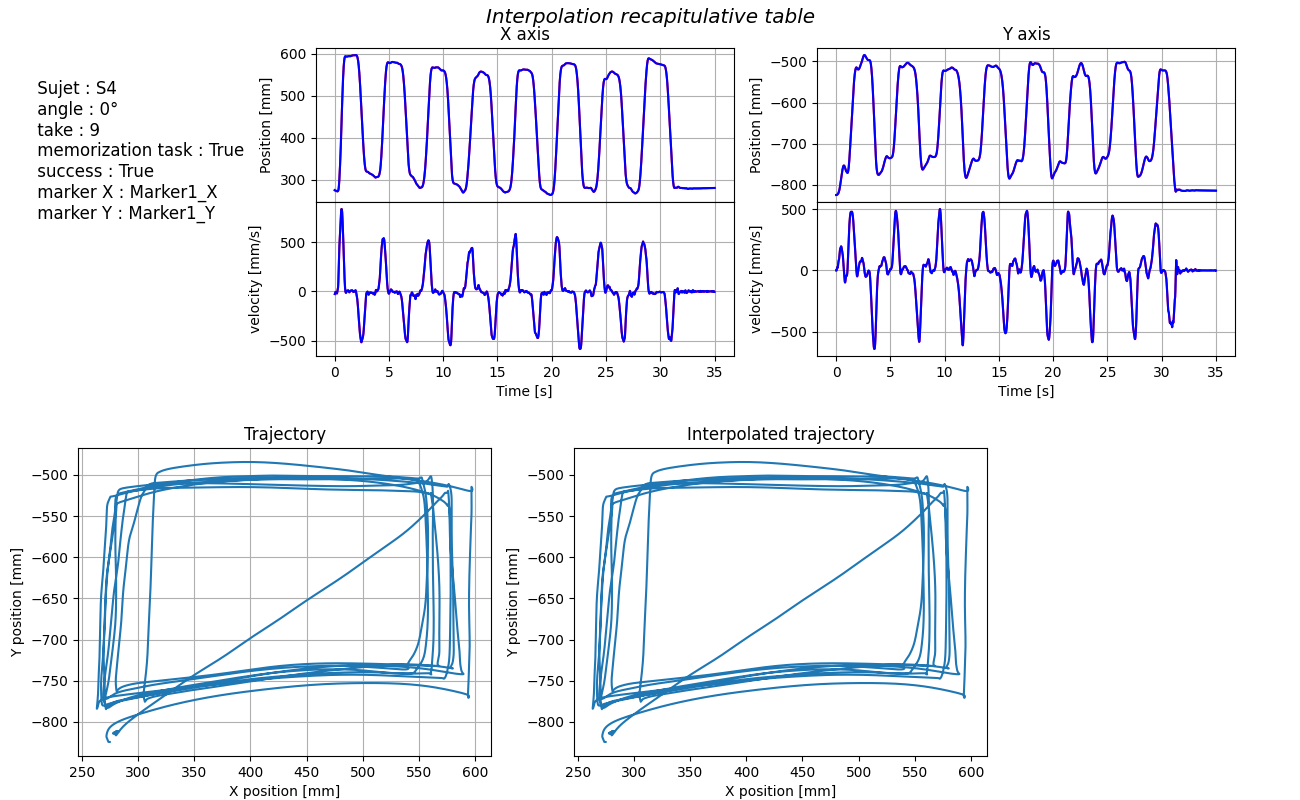 Interpolation recapitulative table
Sujet : S4
angle : 0°
take : 9
memorization task : True
success : True
marker X : Marker1_X
marker Y : Marker1_Y
X axis
Position [mm]
600
500
400
300
velocity [mm/s]
500
0
−500
0 5 10 15 20 25 30 35
Time [s]
Y axis
Position [mm]
−500
−600
−700
−800
velocity [mm/s]
500
0
−500
0 5 10 15 20 25 30 35
Time [s]
Trajectory
Y position [mm]
−500
−550
−600
−650
−700
−750
−800
250 300 350 400 450 500 550 600
X position [mm]
Interpolated trajectory
Y position [mm]
−500
−550
−600
−650
−700
−750
−800
250 300 350 400 450 500 550 600
X position [mm]